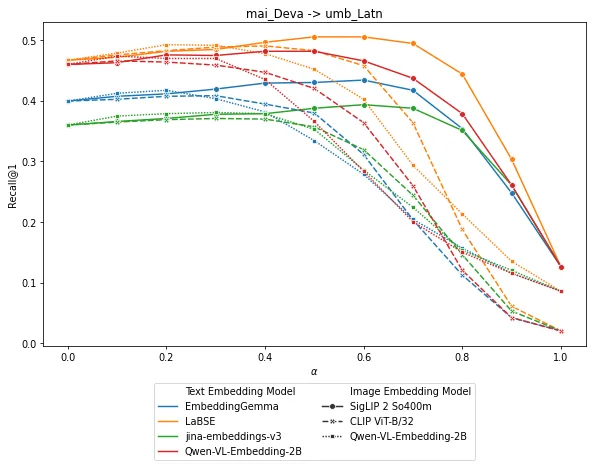 mai_Deva -> umb_Latn
Recall@1
0.5
0.4
0.3
0.2
0.1
0.0
0.0 0.2 0.4 0.6 0.8 1.0
α
Text Embedding Model Image Embedding Model
EmbeddingGemma SigLIP 2 So400m
LaBSE CLIP ViT-B/32
jina-embeddings-v3 Qwen-VL-Embedding-2B
Qwen-VL-Embedding-2B